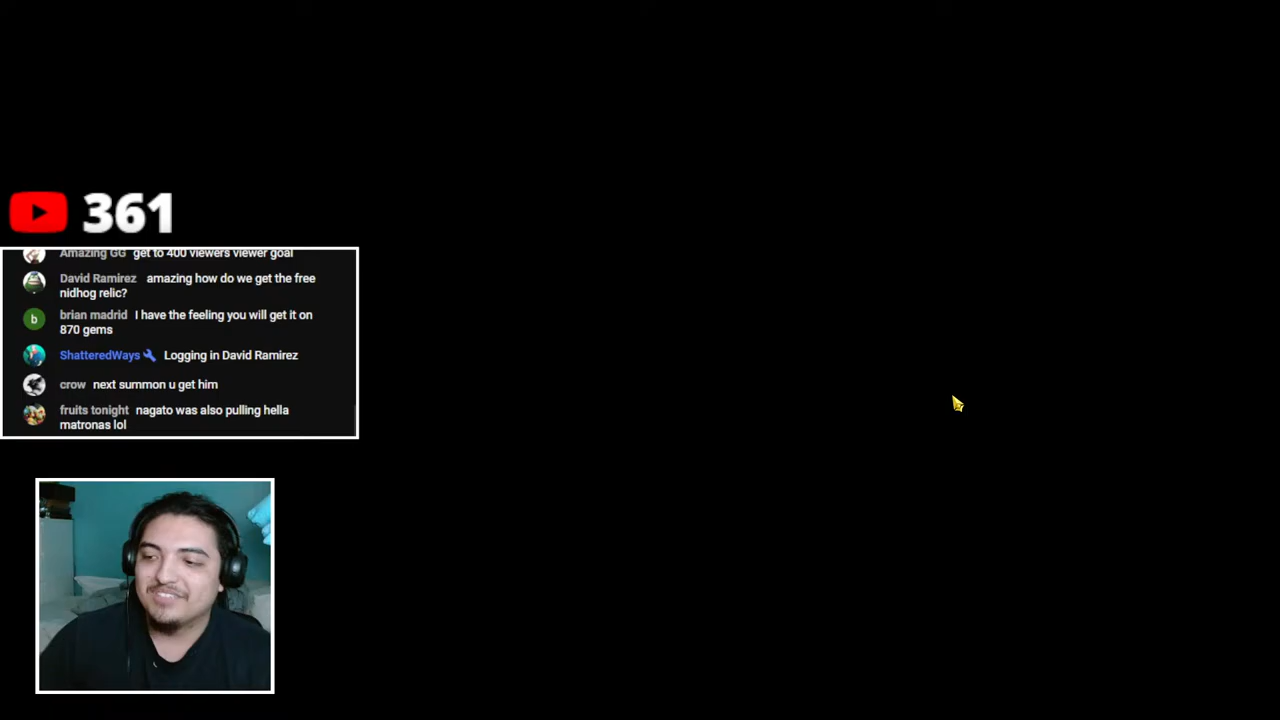 361
Amazing GG get to 400 viewers viewer goal
David Ramirez amazing how do we get the free
nidhog relic?
b brian madrid I have the feeling you will get it on
870 gems
ShatteredWays Logging in David Ramirez
crow next summon u get him
fruits tonight nagato was also pulling hella
matronas lol